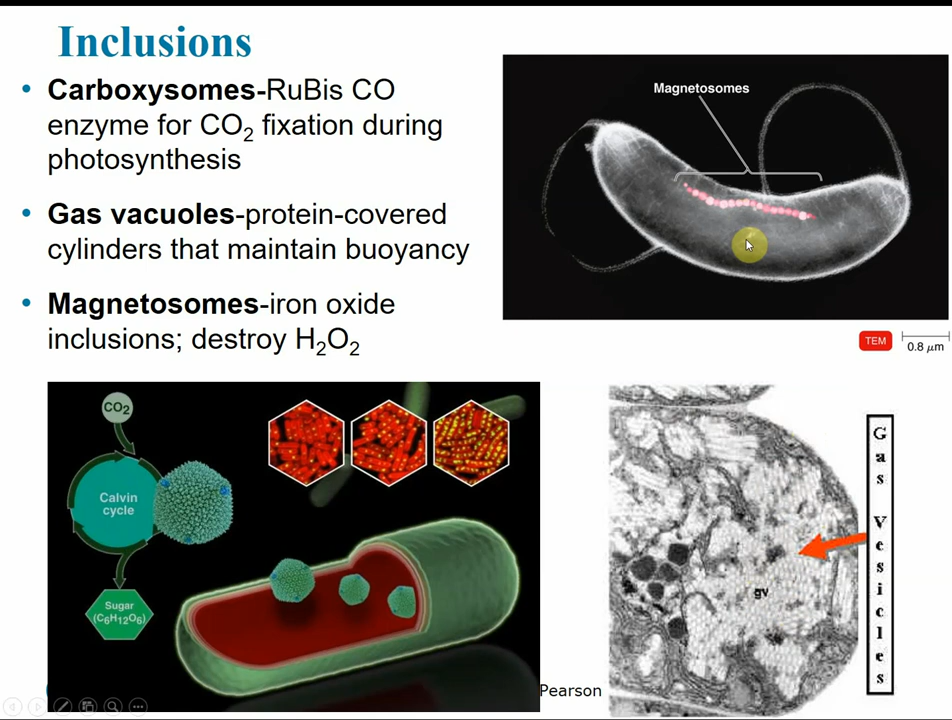 Inclusions
• Carboxysomes-RuBis CO
enzyme for CO₂ fixation during
photosynthesis
• Gas vacuoles-protein-covered
cylinders that maintain buoyancy
• Magnetosomes-iron oxide
inclusions; destroy H₂O₂
Magnetosomes
TEM
0.8 μm
CO₂
Calvin
cycle
Sugar
(C₆H₁₂O₆)
gv
Gas Vesicles
Pearson